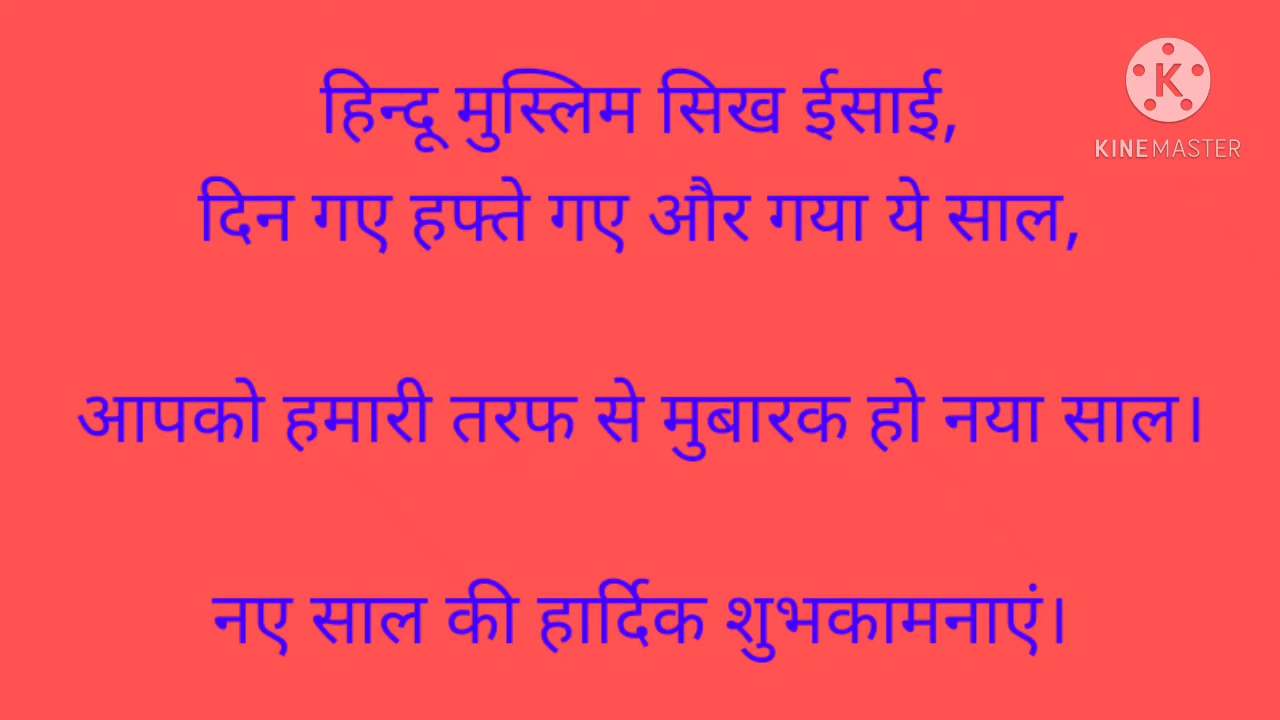 हिन्दू मुस्लिम सिख ईसाई,
दिन गए हफ्ते गए और गया ये साल,
आपको हमारी तरफ से मुबारक हो नया साल।
नए साल की हार्दिक शुभकामनाएं।
K
KINEMASTER